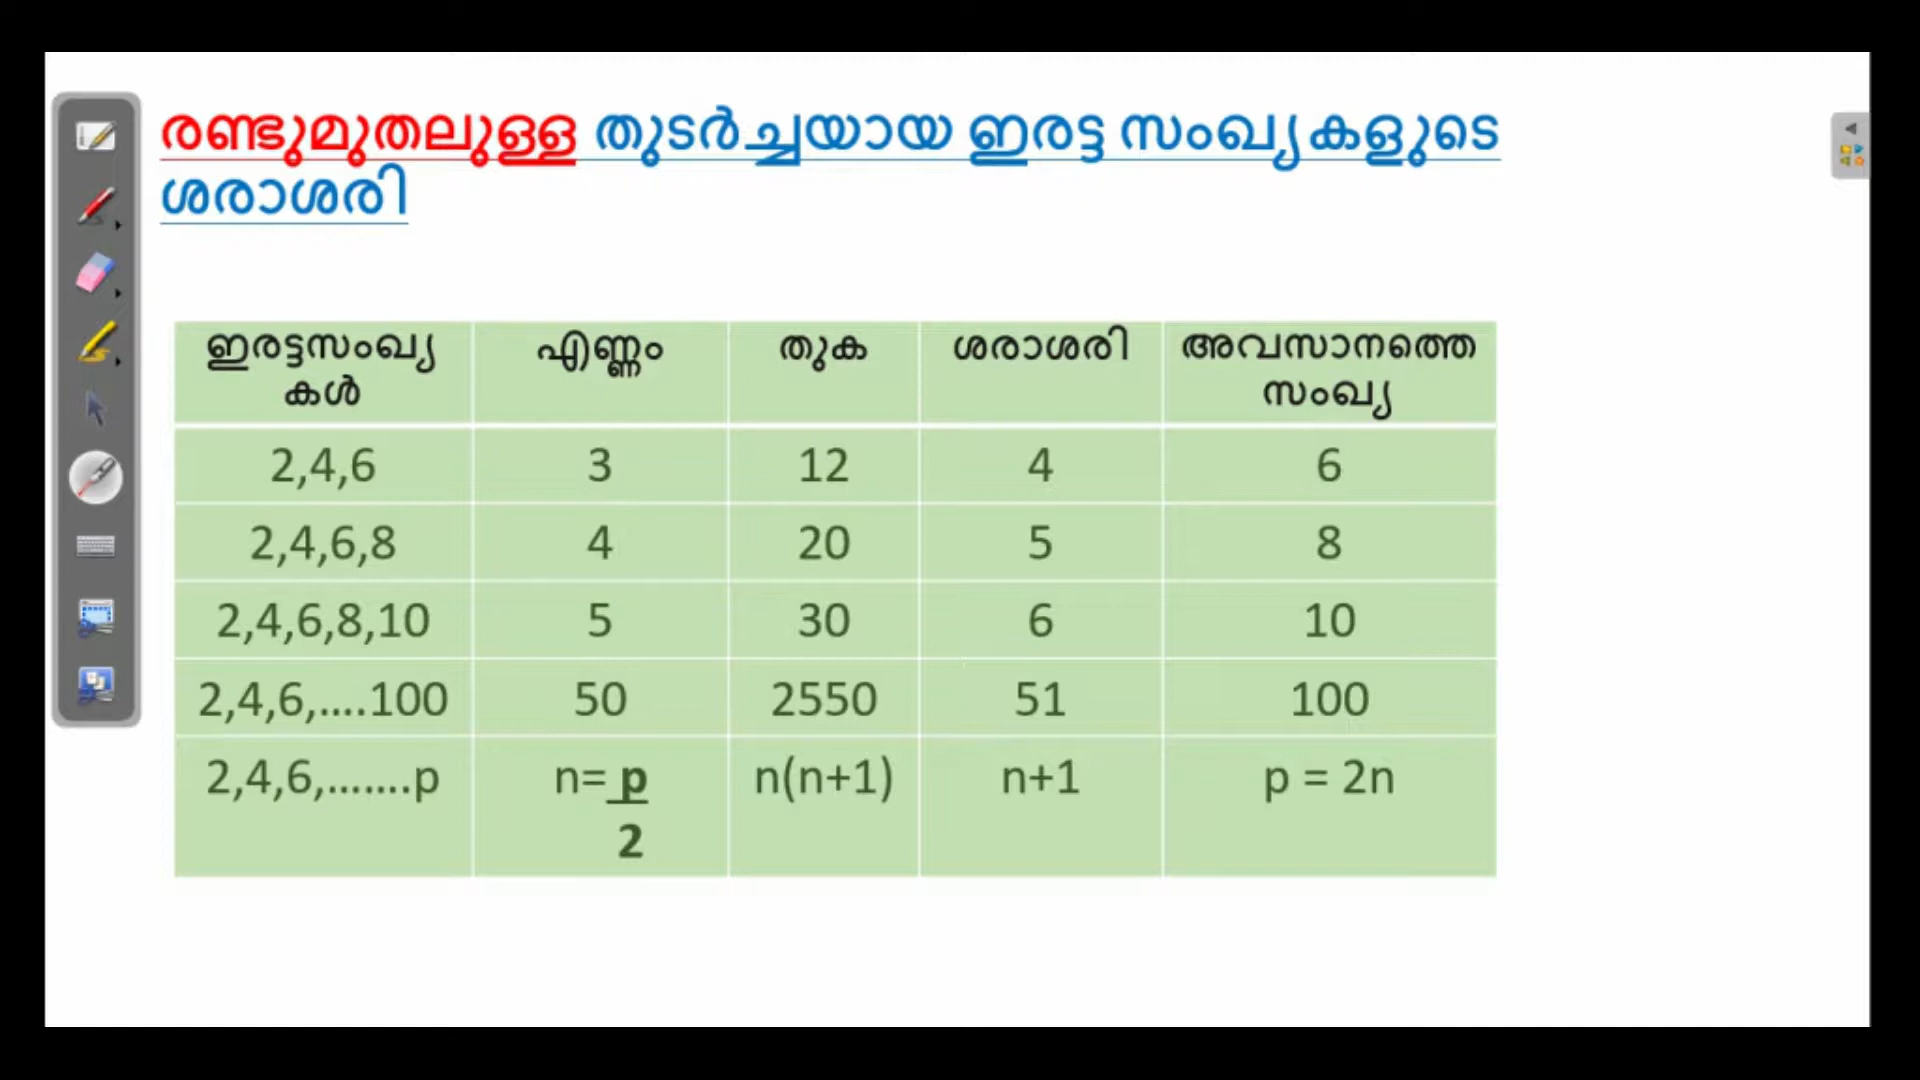 രണ്ടുമുതലുള്ള തുടർച്ചയായ ഇരട്ട സംഖ്യകളുടെ
ശരാശരി
ഇരട്ടസംഖ്യ എണ്ണം തുക ശരാശരി അവസാനത്തെ
കൾ സംഖ്യ
2,4,6 3 12 4 6
2,4,6,8 4 20 5 8
2,4,6,8,10 5 30 6 10
2,4,6,....100 50 2550 51 100
2,4,6,.......p n= p n(n+1) n+1 p = 2n
2